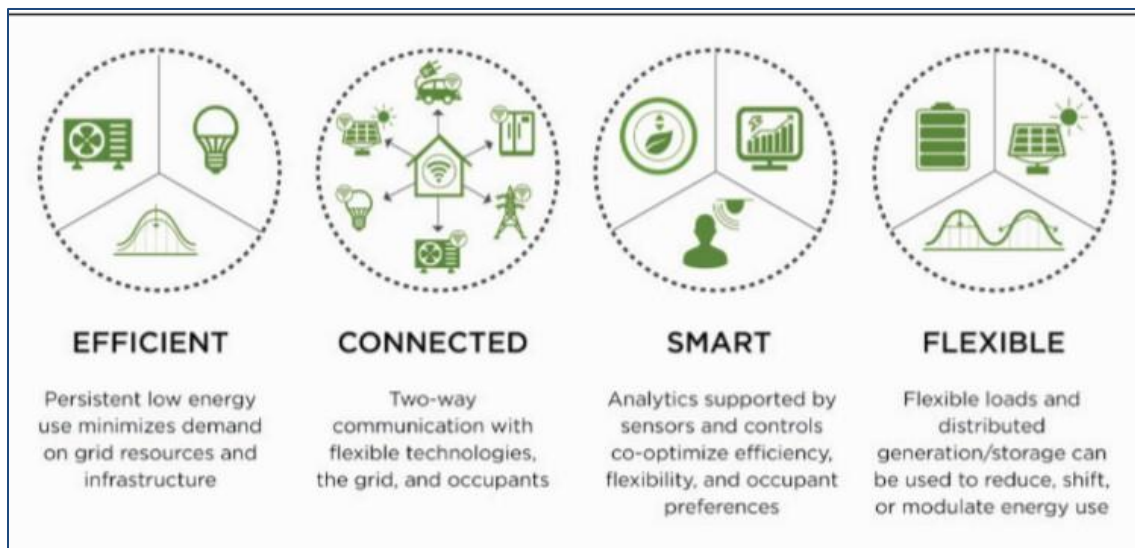 EFFICIENT
Persistent low energy
use minimizes demand
on grid resources and
infrastructure
CONNECTED
Two-way
communication with
flexible technologies,
the grid, and occupants
SMART
Analytics supported by
sensors and controls
co-optimize efficiency,
flexibility, and occupant
preferences
FLEXIBLE
Flexible loads and
distributed
generation/storage can
be used to reduce, shift,
or modulate energy use